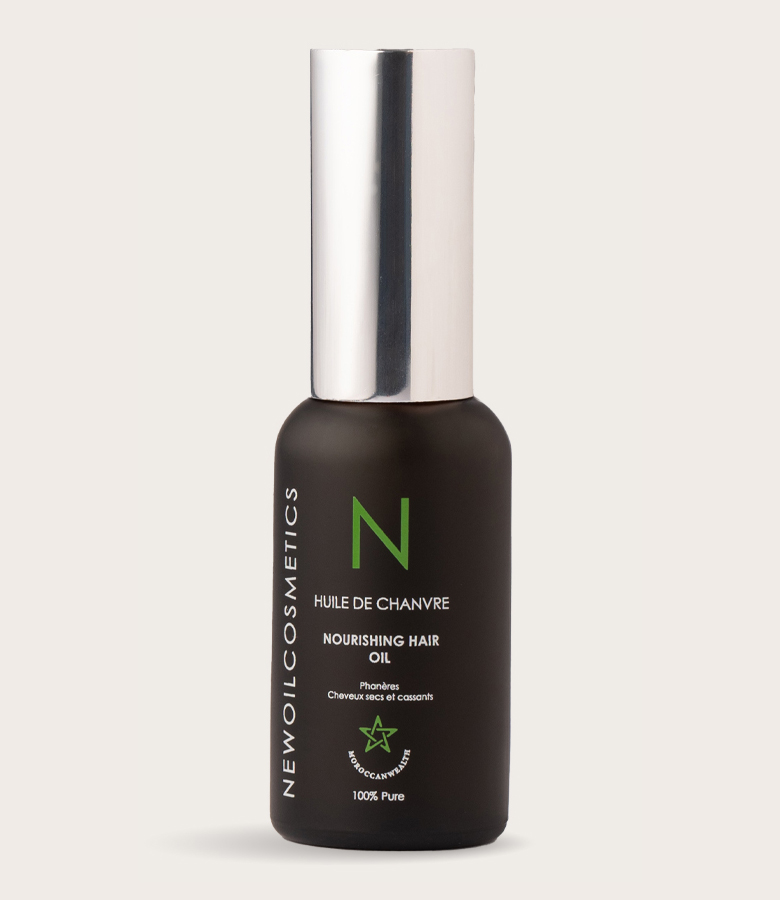 NEWOILCOSMETICS
N
HUILE DE CHANVRE
NOURISHING HAIR
OIL
Phanères
Cheveux secs et cassants
MOROCCANWEALTH
100% Pure